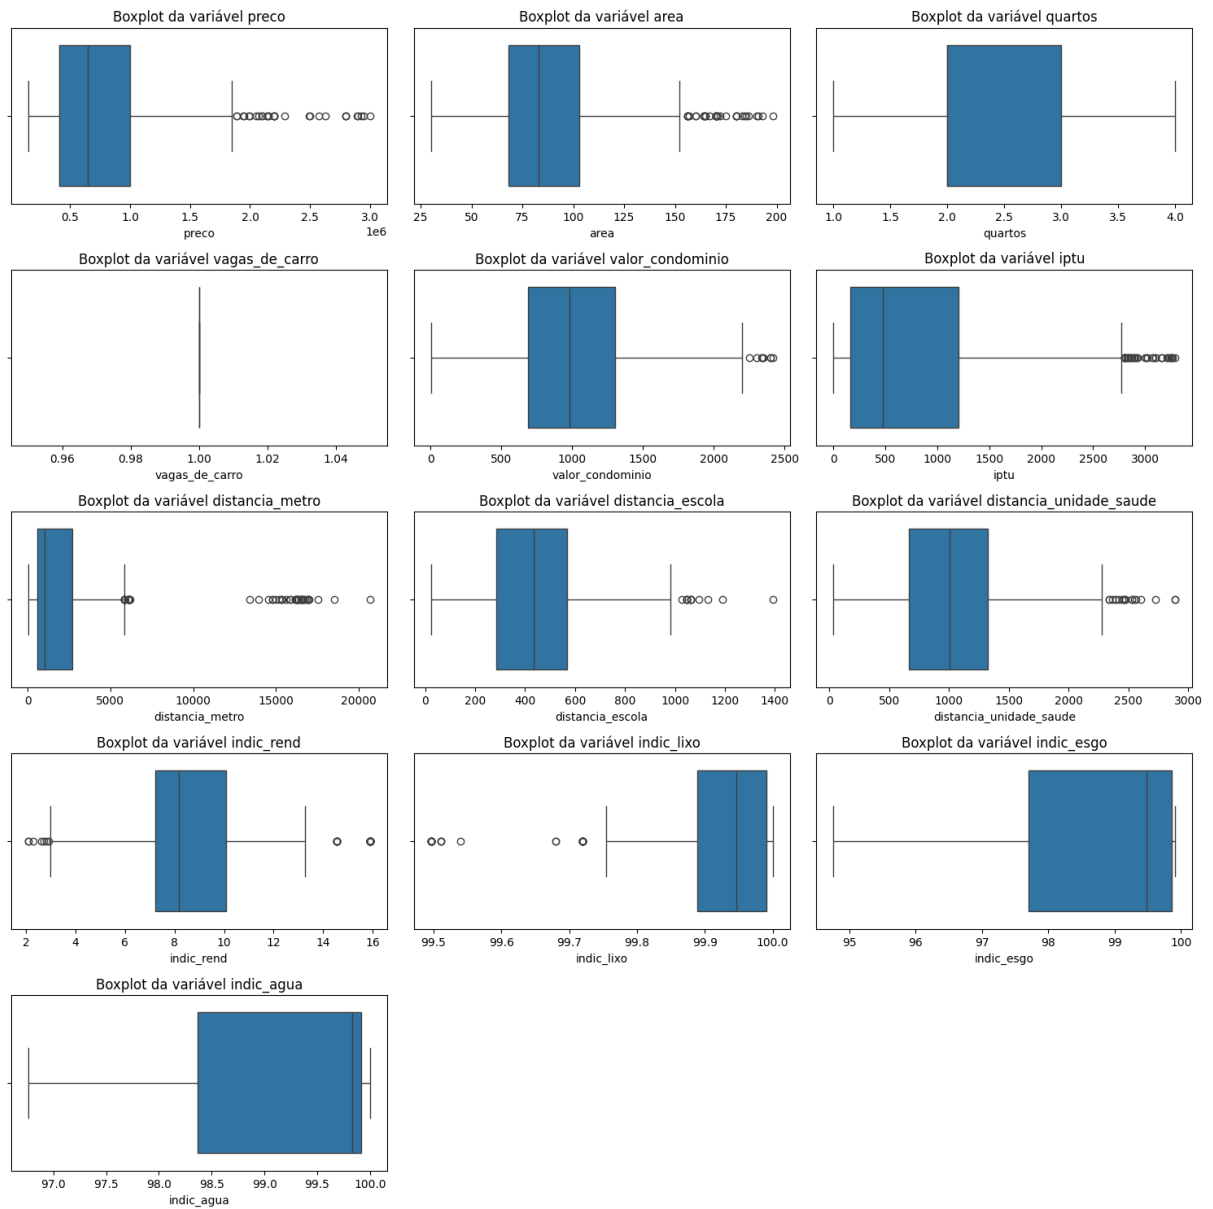 Boxplot da variável preco
0.5 1.0 1.5 2.0 2.5 3.0
1e6
preco
Boxplot da variável area
25 50 75 100 125 150 175 200
area
Boxplot da variável quartos
1.0 1.5 2.0 2.5 3.0 3.5 4.0
quartos
Boxplot da variável vagas_de_carro
0.96 0.98 1.00 1.02 1.04
vagas_de_carro
Boxplot da variável valor_condominio
0 500 1000 1500 2000 2500
valor_condominio
Boxplot da variável iptu
0 500 1000 1500 2000 2500 3000
iptu
Boxplot da variável distancia_metro
0 5000 10000 15000 20000
distancia_metro
Boxplot da variável distancia_escola
0 200 400 600 800 1000 1200 1400
distancia_escola
Boxplot da variável distancia_unidade_saude
0 500 1000 1500 2000 2500 3000
distancia_unidade_saude
Boxplot da variável indic_rend
2 4 6 8 10 12 14 16
indic_rend
Boxplot da variável indic_lixo
99.5 99.6 99.7 99.8 99.9 100.0
indic_lixo
Boxplot da variável indic_esgo
95 96 97 98 99 100
indic_esgo
Boxplot da variável indic_agua
97.0 97.5 98.0 98.5 99.0 99.5 100.0
indic_agua